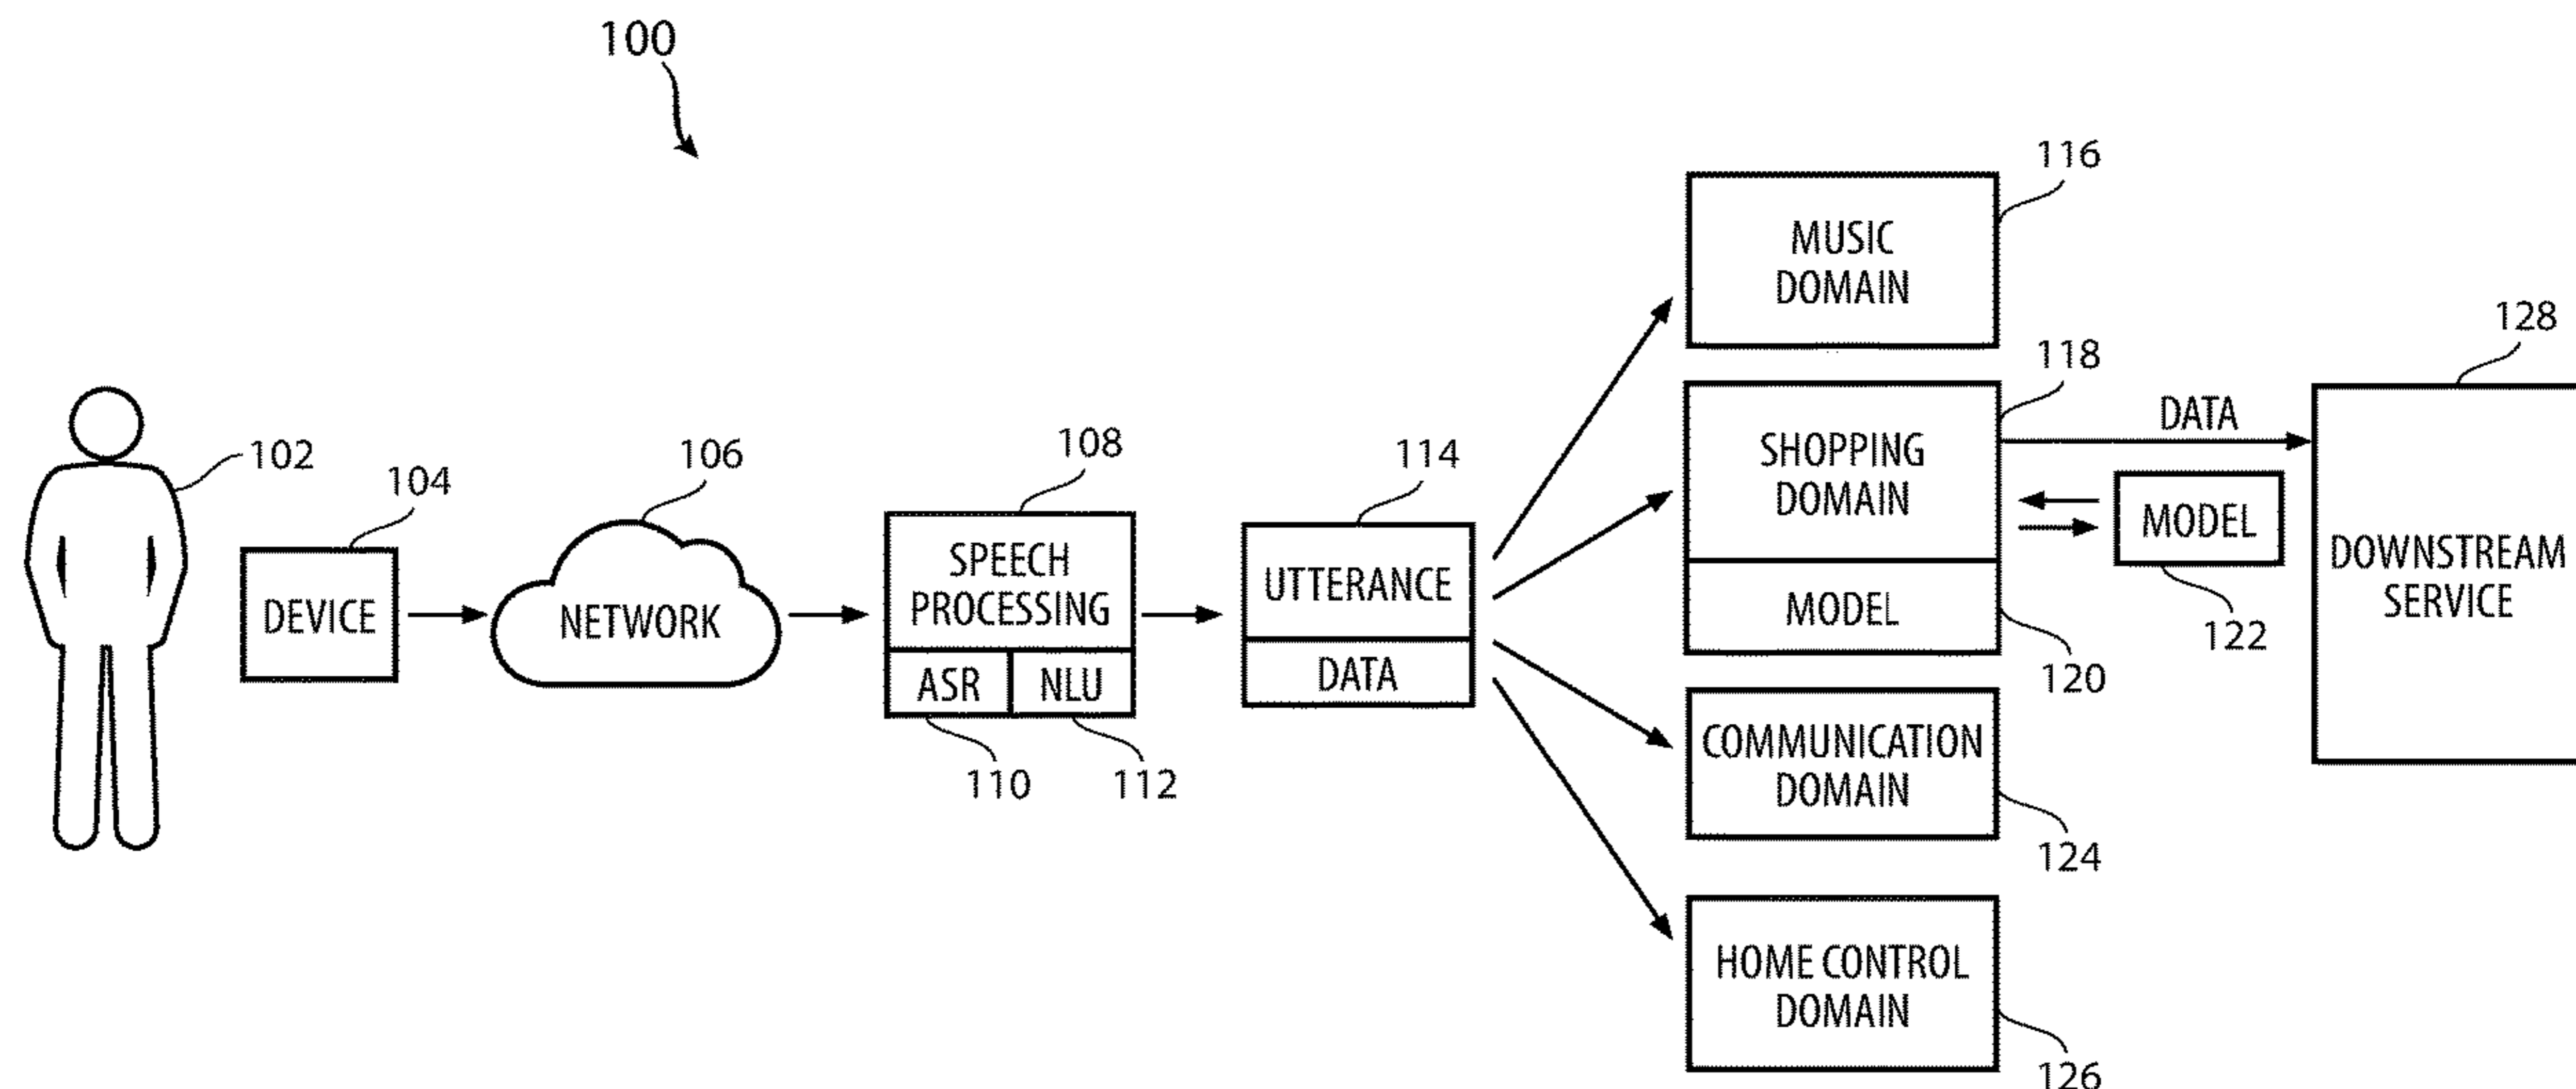 100
102
104
DEVICE
106
NETWORK
108
SPEECH
PROCESSING
ASR
NLU
110
112
114
UTTERANCE
DATA
116
MUSIC
DOMAIN
118
SHOPPING
DOMAIN
MODEL
120
DATA
MODEL
122
128
DOWNSTREAM
SERVICE
COMMUNICATION
DOMAIN
124
HOME CONTROL
DOMAIN
126